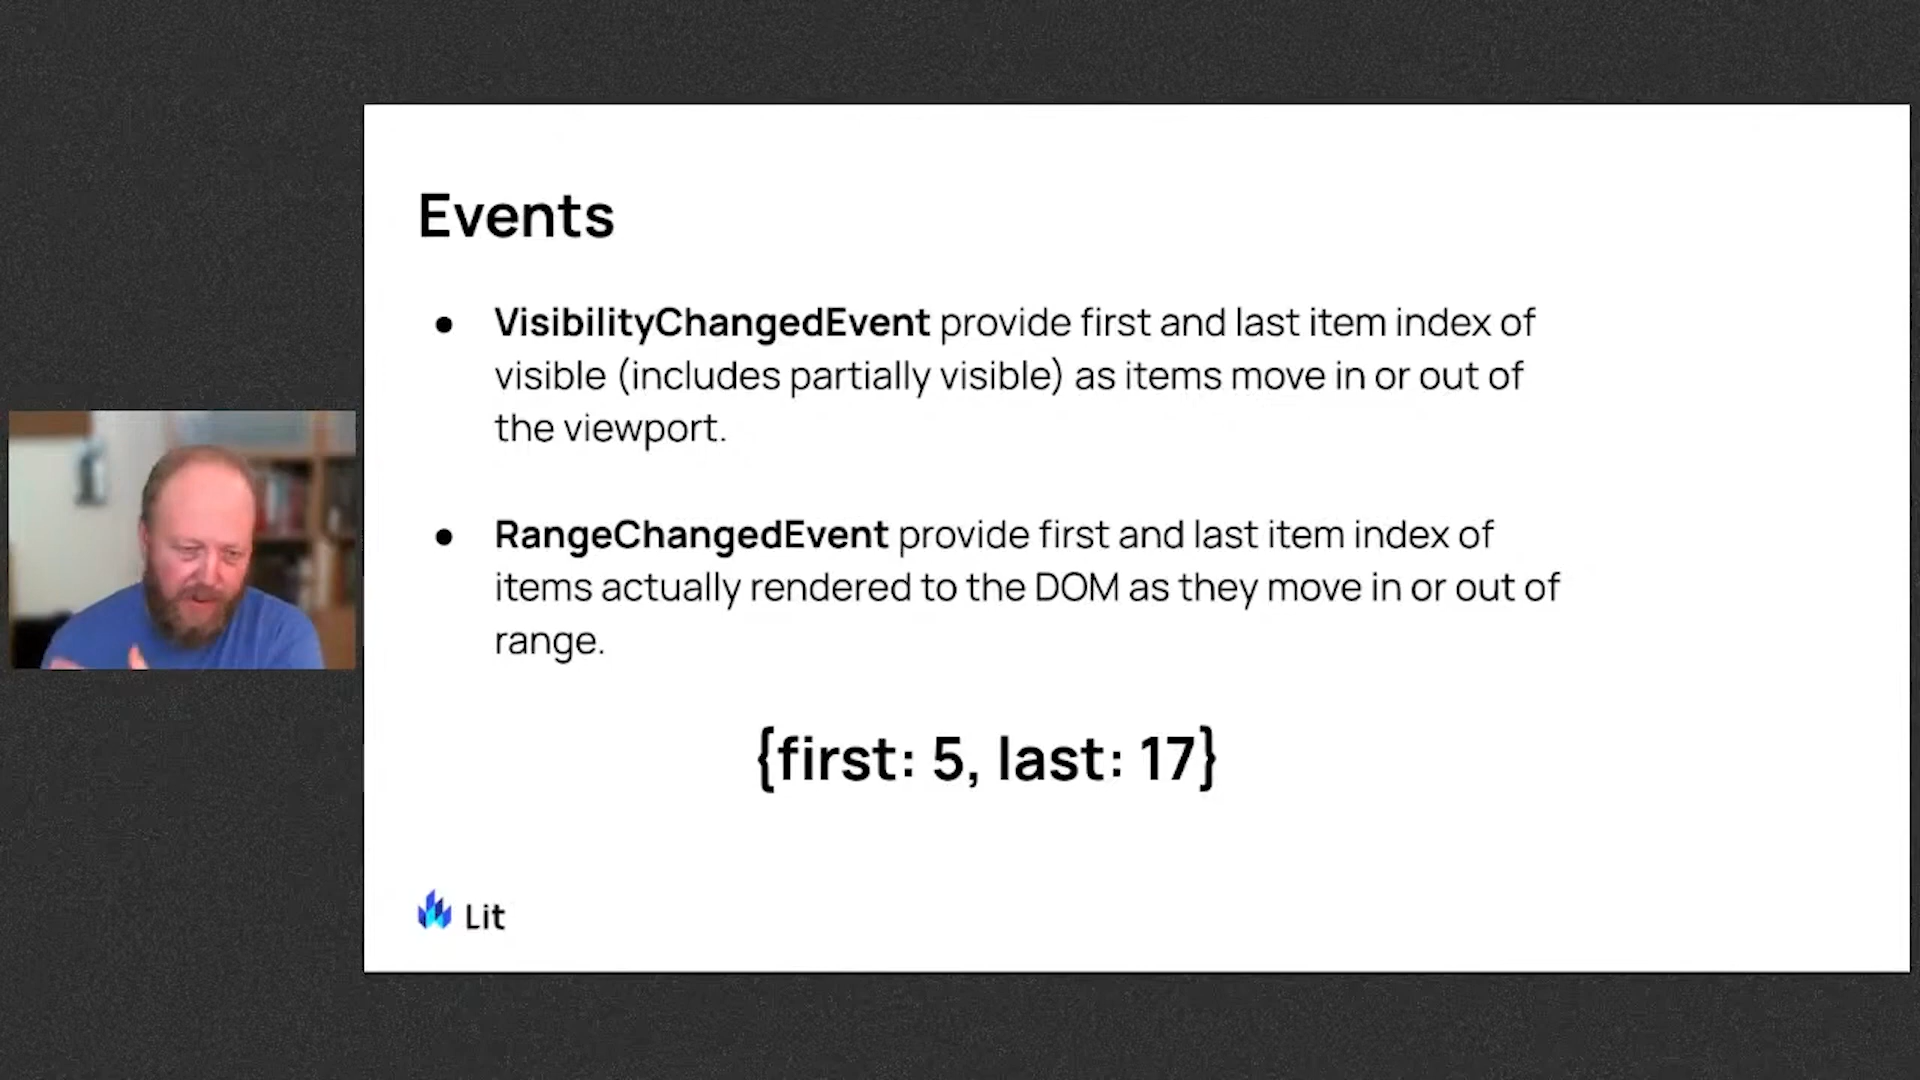 Events
● VisibilityChangedEvent provide first and last item index of
visible (includes partially visible) as items move in or out of
the viewport.
● RangeChangedEvent provide first and last item index of
items actually rendered to the DOM as they move in or out of
range.
{first: 5, last: 17}
Lit